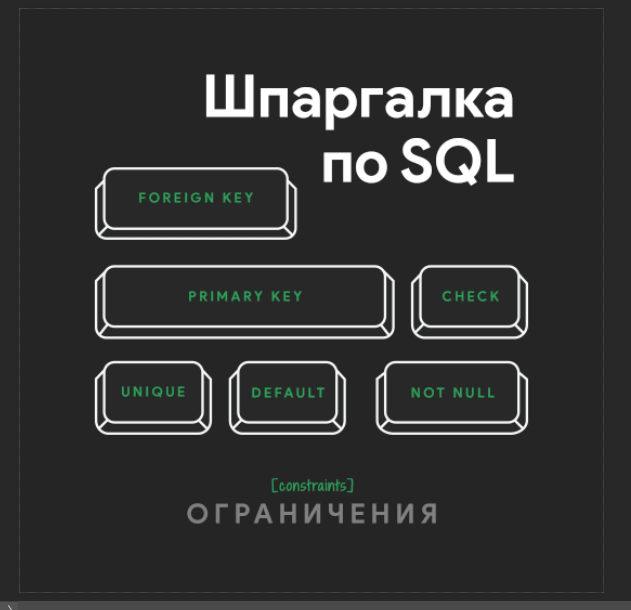 Шпаргалка
по SQL
FOREIGN KEY
PRIMARY KEY
CHECK
UNIQUE
DEFAULT
NOT NULL
[constraints]
ОГРАНИЧЕНИЯ